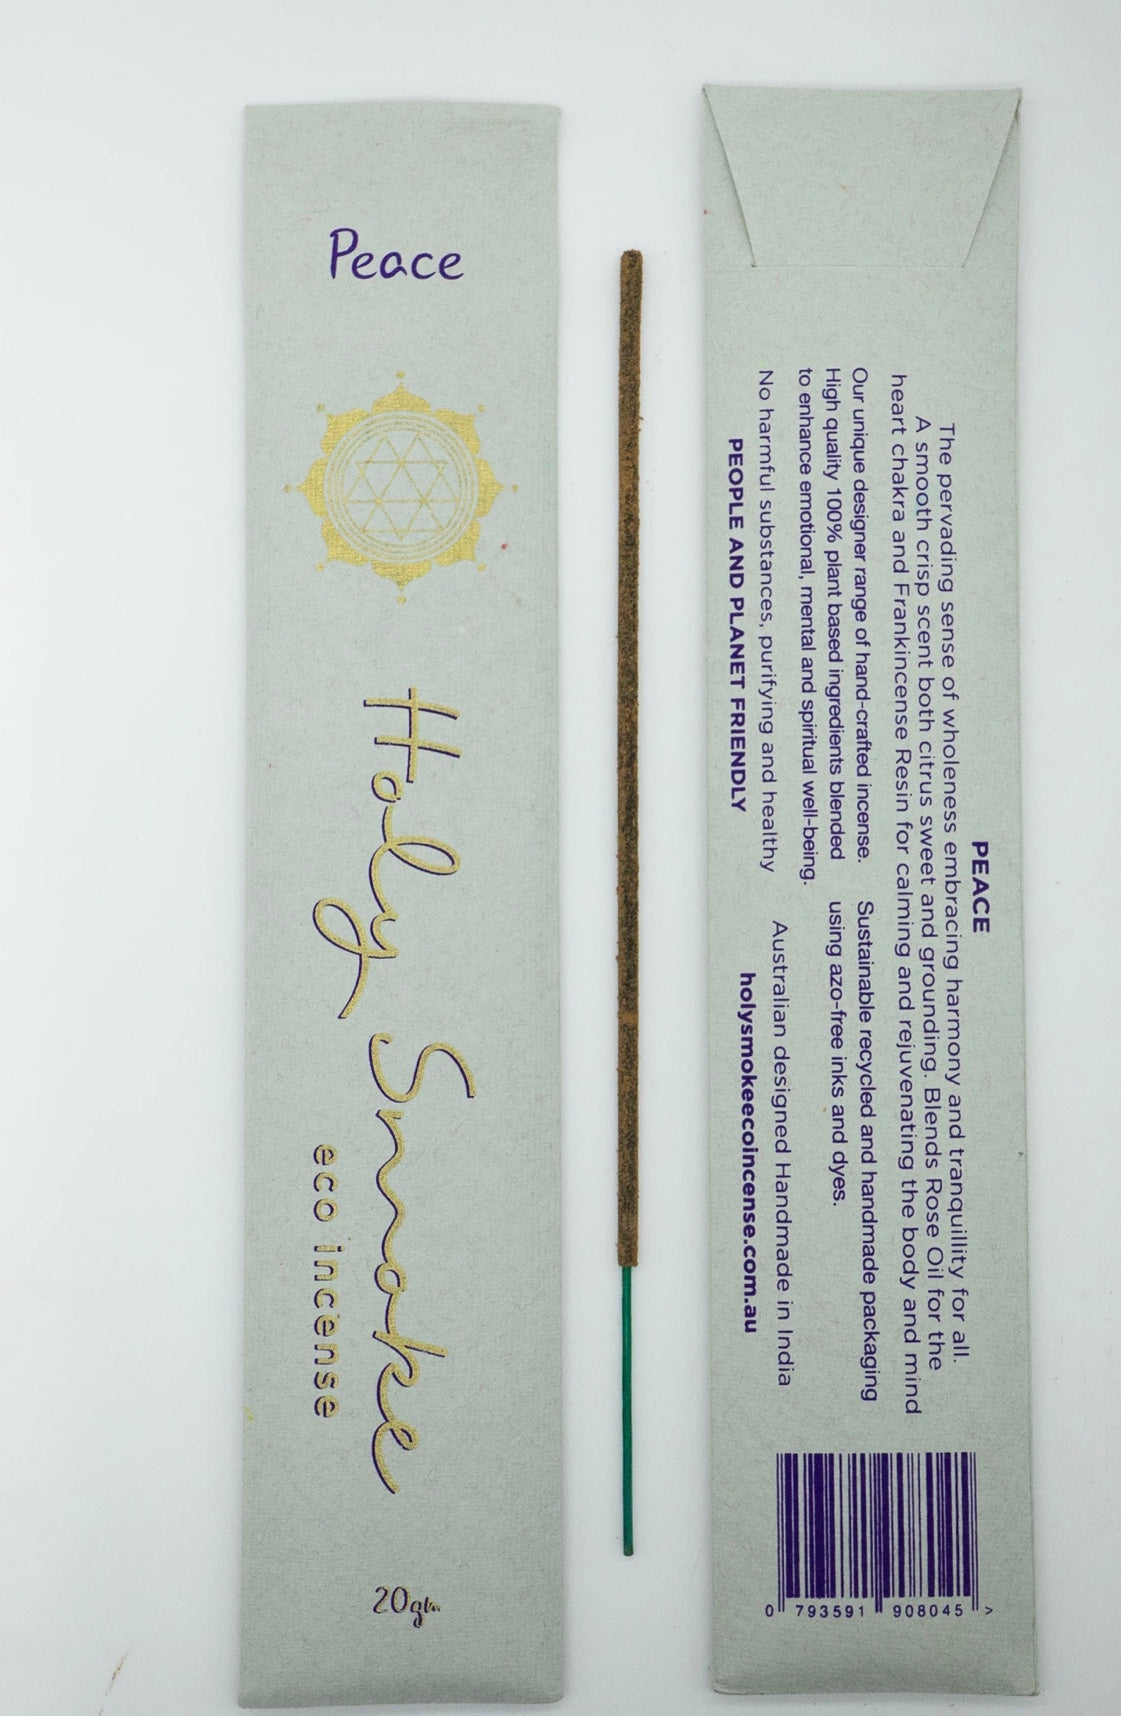 Peace
Holy Smoke
eco incense
20gm
PEACE
The pervading sense of wholeness embracing harmony and tranquillity for all.
A smooth crisp scent both citrus sweet and grounding. Blends Rose Oil for the
heart chakra and Frankincense Resin for calming and rejuvenating the body and mind
Our unique designer range of hand-crafted incense.
High quality 100% plant based ingredients blended
to enhance emotional, mental and spiritual well-being.
No harmful substances, purifying and healthy
PEOPLE AND PLANET FRIENDLY
Sustainable recycled and handmade packaging
using azo-free inks and dyes.
Australian designed Handmade in India
holysmokeecoincense.com.au
0 793591 908045 >